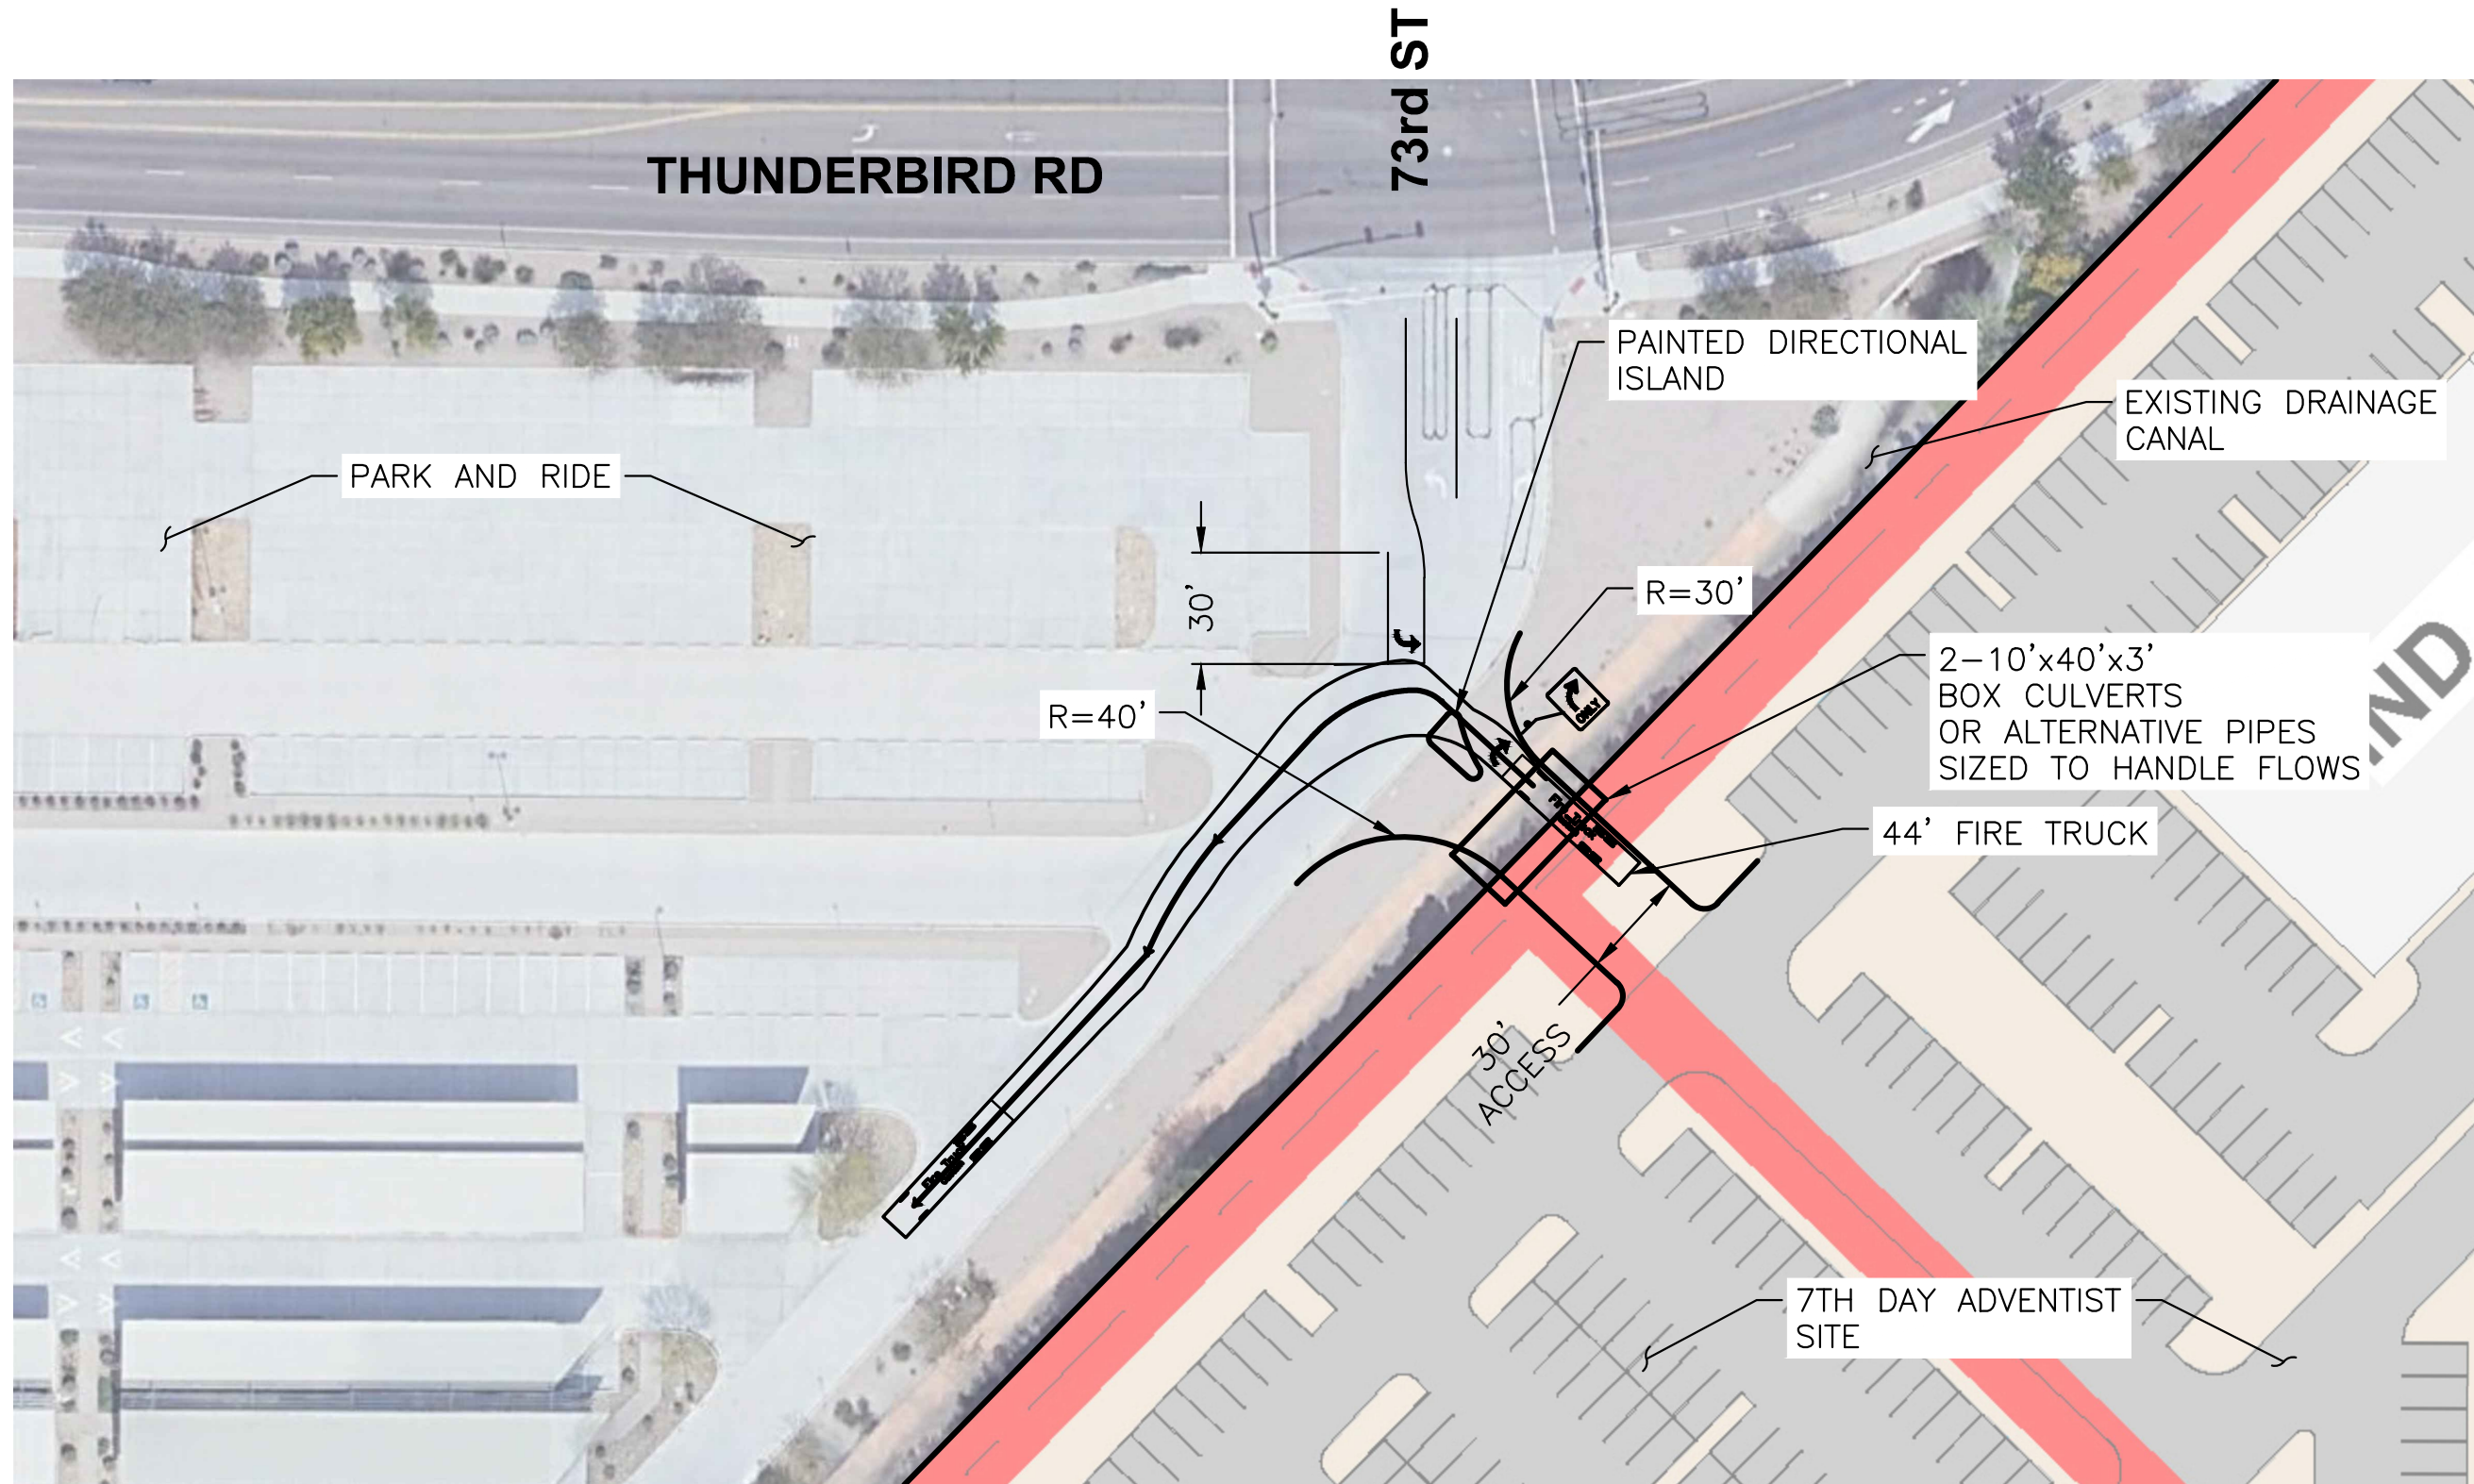 73rd ST
THUNDERBIRD RD
PAINTED DIRECTIONAL
ISLAND
EXISTING DRAINAGE
CANAL
PARK AND RIDE
30'
R=30'
R=40'
ONLY
2-10'x40'x3'
BOX CULVERTS
OR ALTERNATIVE PIPES
SIZED TO HANDLE FLOWS
44' FIRE TRUCK
30'
ACCESS
7TH DAY ADVENTIST
SITE